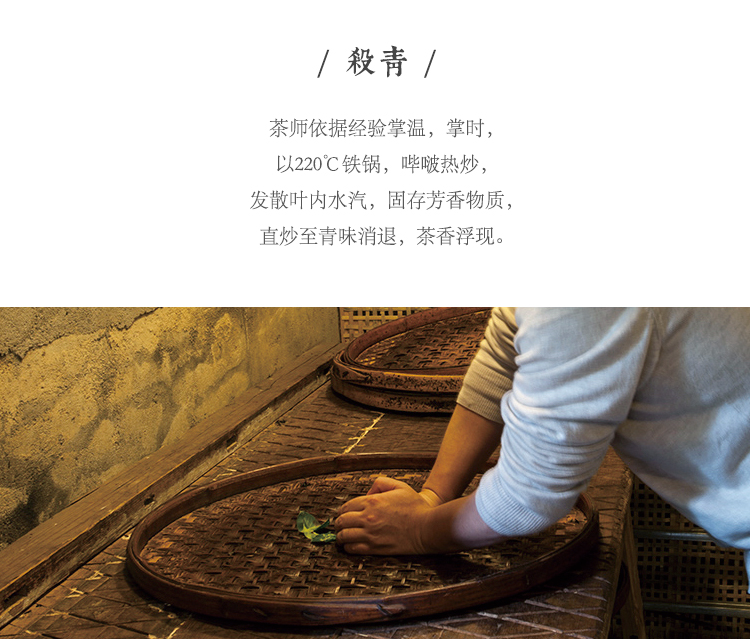 / 殺青 /
茶师依据经验掌温，掌时，
以220℃铁锅，哔啵热炒，
发散叶内水汽，固存芳香物质，
直炒至青味消退，茶香浮现。